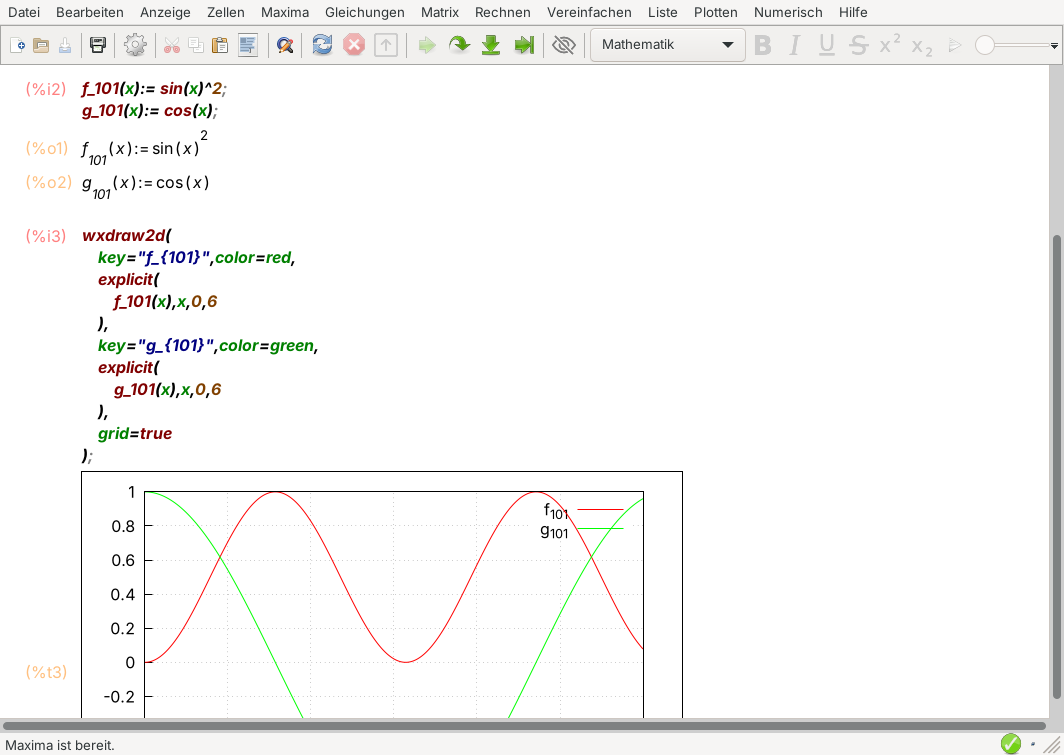 Datei Bearbeiten Anzeige Zellen Maxima Gleichungen Matrix Rechnen Vereinfachen Liste Plotten Numerisch Hilfe
Mathematik B I U S x² x₂
(%i2) f_101(x):= sin(x)^2;
g_101(x):= cos(x);
(%o1) f₁₀₁(x):=sin(x)²
(%o2) g₁₀₁(x):=cos(x)
(%i3) wxdraw2d(
key="f_{101}",color=red,
explicit(
f_101(x),x,0,6
),
key="g_{101}",color=green,
explicit(
g_101(x),x,0,6
),
grid=true
);
1
f₁₀₁
0.8
g₁₀₁
0.6
0.4
0.2
0
(%t3)
-0.2
Maxima ist bereit.